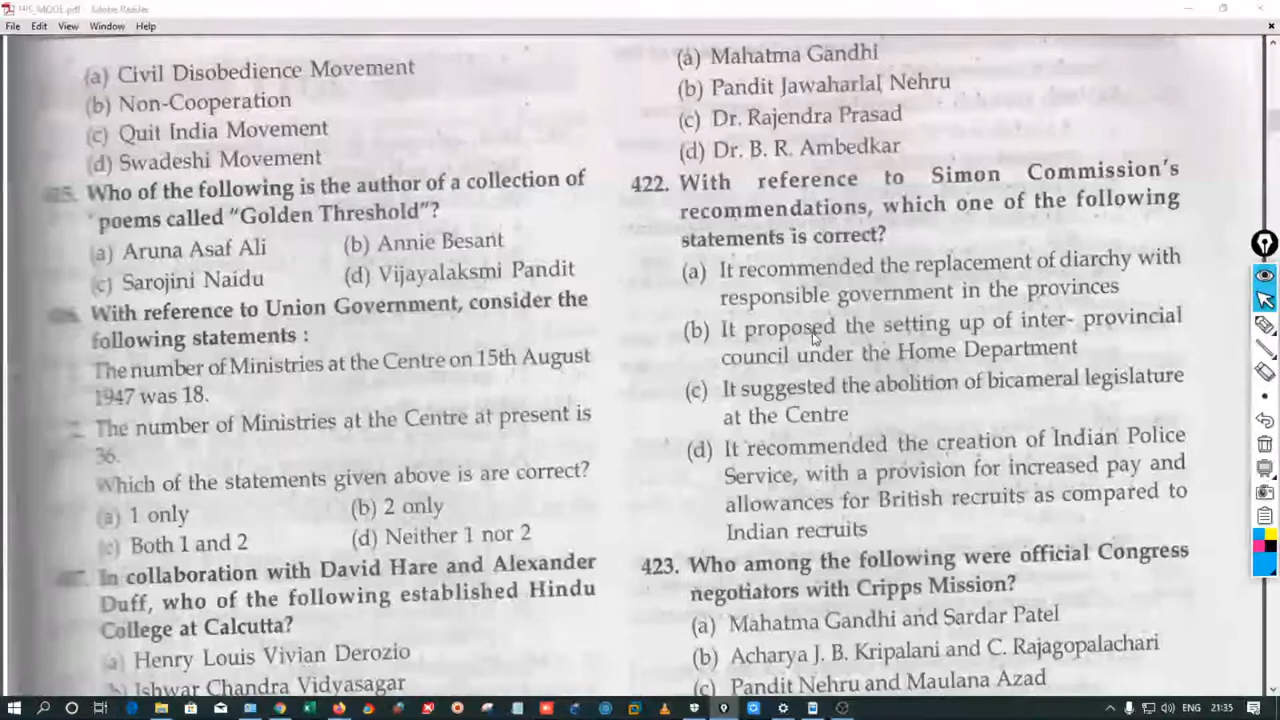 File Edit View Window Help
(a) Civil Disobedience Movement
(b) Non-Cooperation
(c) Quit India Movement
(d) Swadeshi Movement
Who of the following is the author of a collection of
poems called "Golden Threshold"?
(a) Aruna Asaf Ali (b) Annie Besant
(c) Sarojini Naidu (d) Vijayalaksmi Pandit
With reference to Union Government, consider the
following statements :
The number of Ministries at the Centre on 15th August
1947 was 18.
The number of Ministries at the Centre at present is
36.
Which of the statements given above is are correct?
(a) 1 only (b) 2 only
(c) Both 1 and 2 (d) Neither 1 nor 2
In collaboration with David Hare and Alexander
Duff, who of the following established Hindu
College at Calcutta?
(a) Henry Louis Vivian Derozio
(b) Ishwar Chandra Vidyasagar
(a) Mahatma Gandhi
(b) Pandit Jawaharlal Nehru
(c) Dr. Rajendra Prasad
(d) Dr. B. R. Ambedkar
422. With reference to Simon Commission's
recommendations, which one of the following
statements is correct?
(a) It recommended the replacement of diarchy with
responsible government in the provinces
(b) It proposed the setting up of inter- provincial
council under the Home Department
(c) It suggested the abolition of bicameral legislature
at the Centre
(d) It recommended the creation of Indian Police
Service, with a provision for increased pay and
allowances for British recruits as compared to
Indian recruits
423. Who among the following were official Congress
negotiators with Cripps Mission?
(a) Mahatma Gandhi and Sardar Patel
(b) Acharya J. B. Kripalani and C. Rajagopalachari
(c) Pandit Nehru and Maulana Azad
ENG 21:35